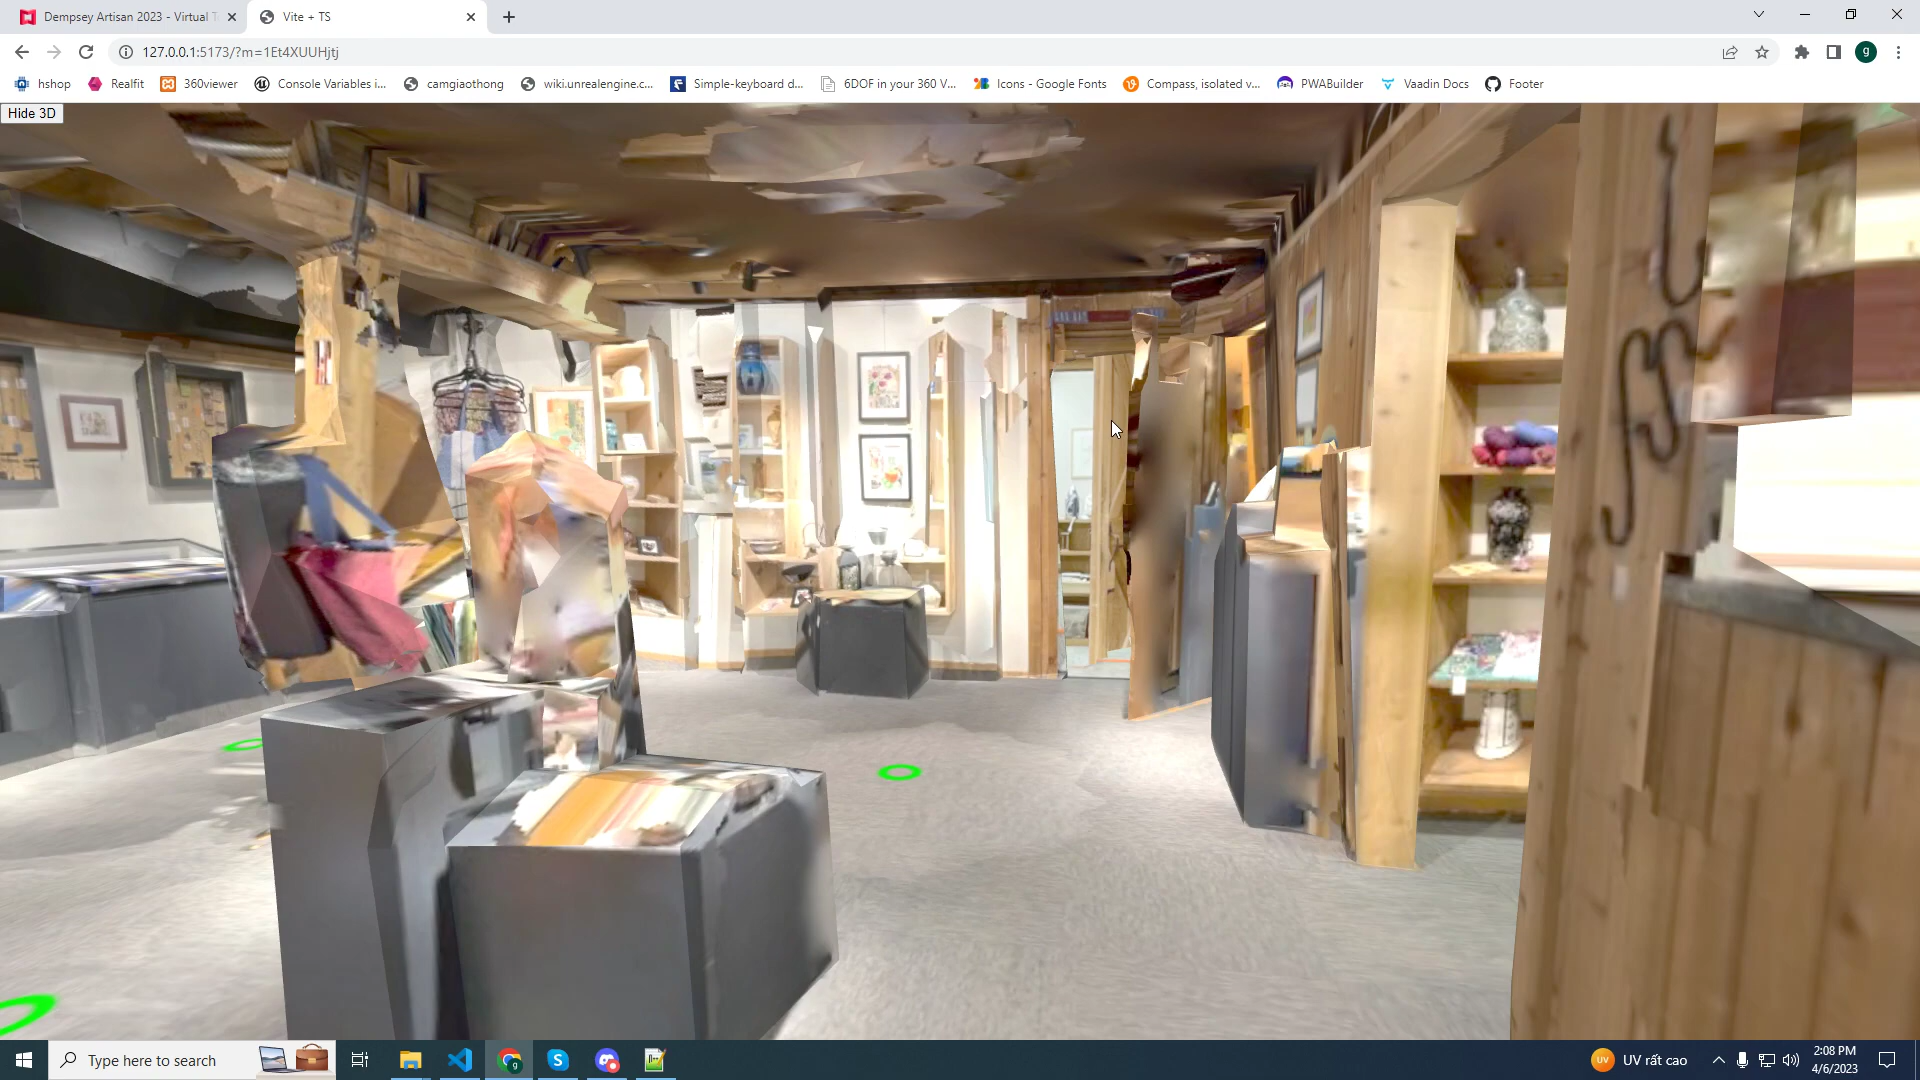 Dempsey Artisan 2023 - Virtual T
Vite + TS
127.0.0.1:5173/?m=1Et4XUUHjtj
g
hshop
Realfit
360viewer
Console Variables i...
camgiaothong
wiki.unrealengine.c...
Simple-keyboard d...
6DOF in your 360 V...
Icons - Google Fonts
Compass, isolated v...
PWABuilder
Vaadin Docs
Footer
Hide 3D
Type here to search
UV rất cao
2:08 PM
4/6/2023